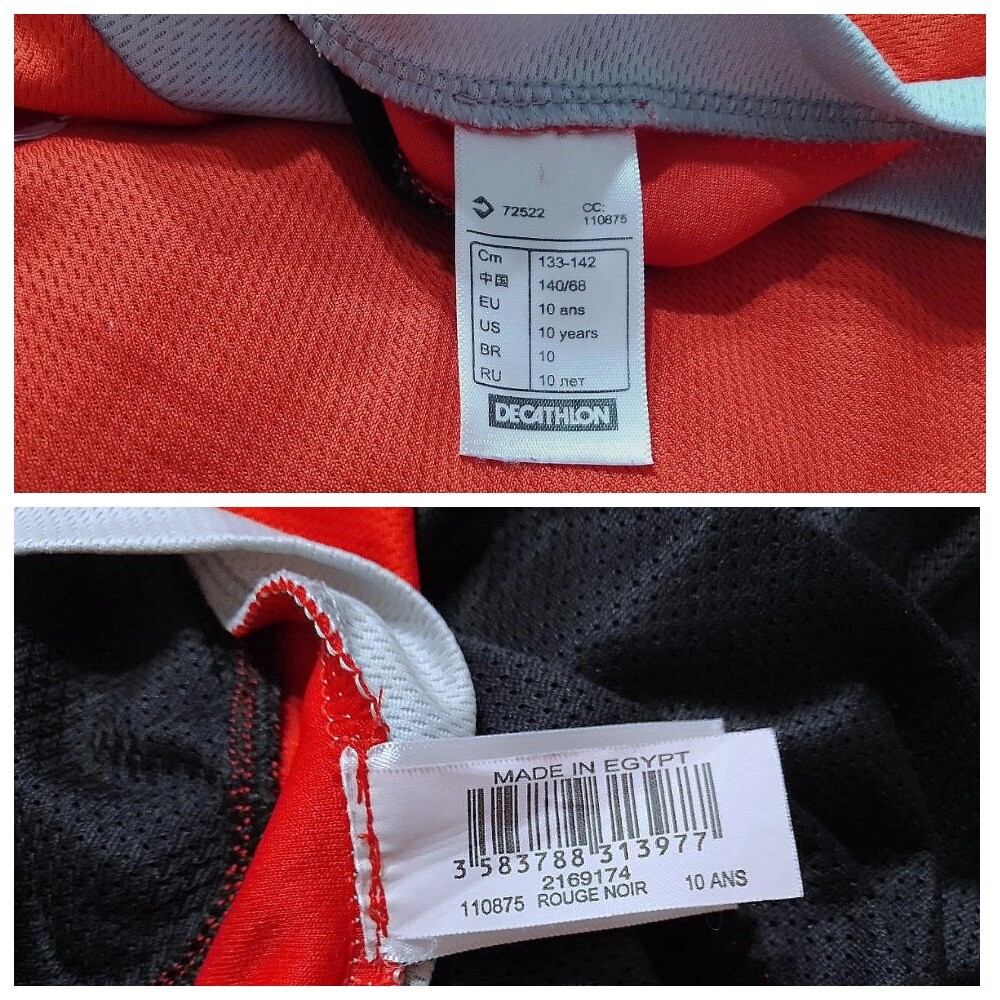 72522 CC:
110875
Cm 133-142
中国 140/68
EU 10 ans
US 10 years
BR 10
RU 10 лет
DECATHLON
MADE IN EGYPT
3 583788 313977
2169174
110875 ROUGE NOIR 10 ANS